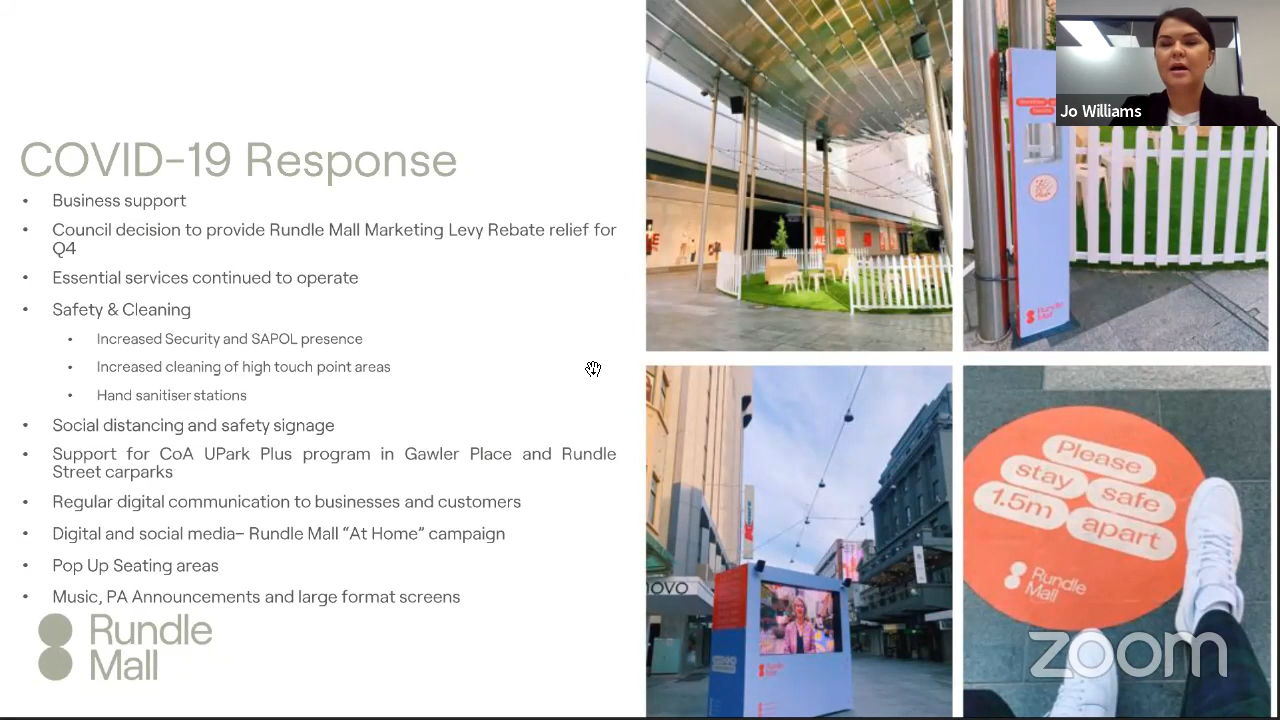 COVID-19 Response
• Business support
• Council decision to provide Rundle Mall Marketing Levy Rebate relief for
Q4
• Essential services continued to operate
• Safety & Cleaning
• Increased Security and SAPOL presence
• Increased cleaning of high touch point areas
• Hand sanitiser stations
• Social distancing and safety signage
• Support for CoA UPark Plus program in Gawler Place and Rundle
Street carparks
• Regular digital communication to businesses and customers
• Digital and social media– Rundle Mall “At Home” campaign
• Pop Up Seating areas
• Music, PA Announcements and large format screens
Rundle
Mall
Jo Williams
Rundle
Mall
Rundle
Mall
Please
stay safe
1.5m apart
Rundle
Mall
zoom